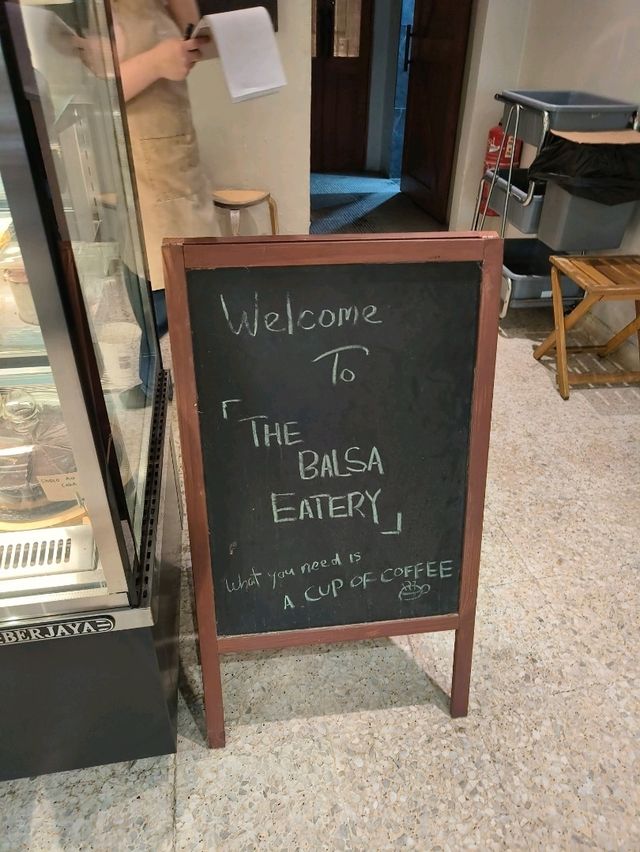 Welcome
To
「THE
BALSA
EATERY」
What you need is
A CUP OF COFFEE
BERJAYA